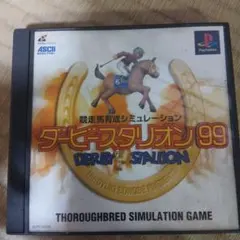 ASCII
PlayStation
競走馬育成シミュレーション
ダービースタリオン99
DERBY STALLION
THOROUGHBRED SIMULATION GAME